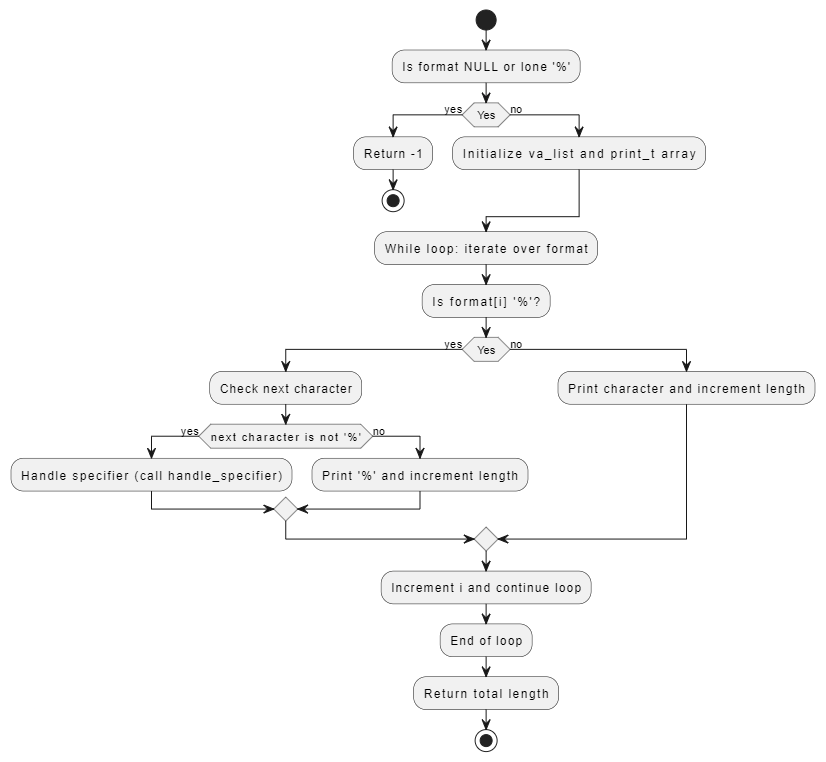 Is format NULL or lone '%'
yes
Yes
no
Return -1
Initialize va_list and print_t array
While loop: iterate over format
Is format[i] '%'?
yes
Yes
no
Check next character
Print character and increment length
yes
next character is not '%'
no
Handle specifier (call handle_specifier)
Print '%' and increment length
Increment i and continue loop
End of loop
Return total length